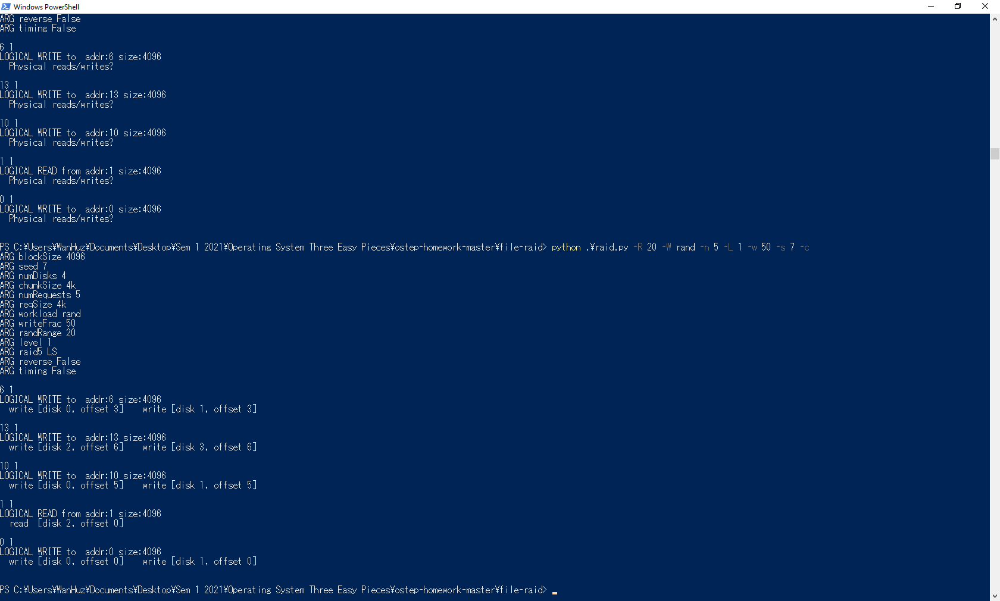 Windows PowerShell
ARG reverse False
ARG timing False
6 1
LOGICAL WRITE to  addr:6 size:4096
  Physical reads/writes?
13 1
LOGICAL WRITE to  addr:13 size:4096
  Physical reads/writes?
10 1
LOGICAL WRITE to  addr:10 size:4096
  Physical reads/writes?
1 1
LOGICAL READ from addr:1 size:4096
  Physical reads/writes?
0 1
LOGICAL WRITE to  addr:0 size:4096
  Physical reads/writes?
PS C:¥Users¥WanHuz¥Documents¥Desktop¥Sem 1 2021¥Operating System Three Easy Pieces¥ostep-homework-master¥file-raid> python .¥raid.py -R 20 -W rand -n 5 -L 1 -w 50 -s 7 -c
ARG blockSize 4096
ARG seed 7
ARG numDisks 4
ARG chunkSize 4k
ARG numRequests 5
ARG reqSize 4k
ARG workload rand
ARG writeFrac 50
ARG randRange 20
ARG level 1
ARG raid5 LS
ARG reverse False
ARG timing False
6 1
LOGICAL WRITE to  addr:6 size:4096
  write [disk 0, offset 3]    write [disk 1, offset 3]
13 1
LOGICAL WRITE to  addr:13 size:4096
  write [disk 2, offset 6]    write [disk 3, offset 6]
10 1
LOGICAL WRITE to  addr:10 size:4096
  write [disk 0, offset 5]    write [disk 1, offset 5]
1 1
LOGICAL READ from addr:1 size:4096
  read  [disk 2, offset 0]
0 1
LOGICAL WRITE to  addr:0 size:4096
  write [disk 0, offset 0]    write [disk 1, offset 0]
PS C:¥Users¥WanHuz¥Documents¥Desktop¥Sem 1 2021¥Operating System Three Easy Pieces¥ostep-homework-master¥file-raid>